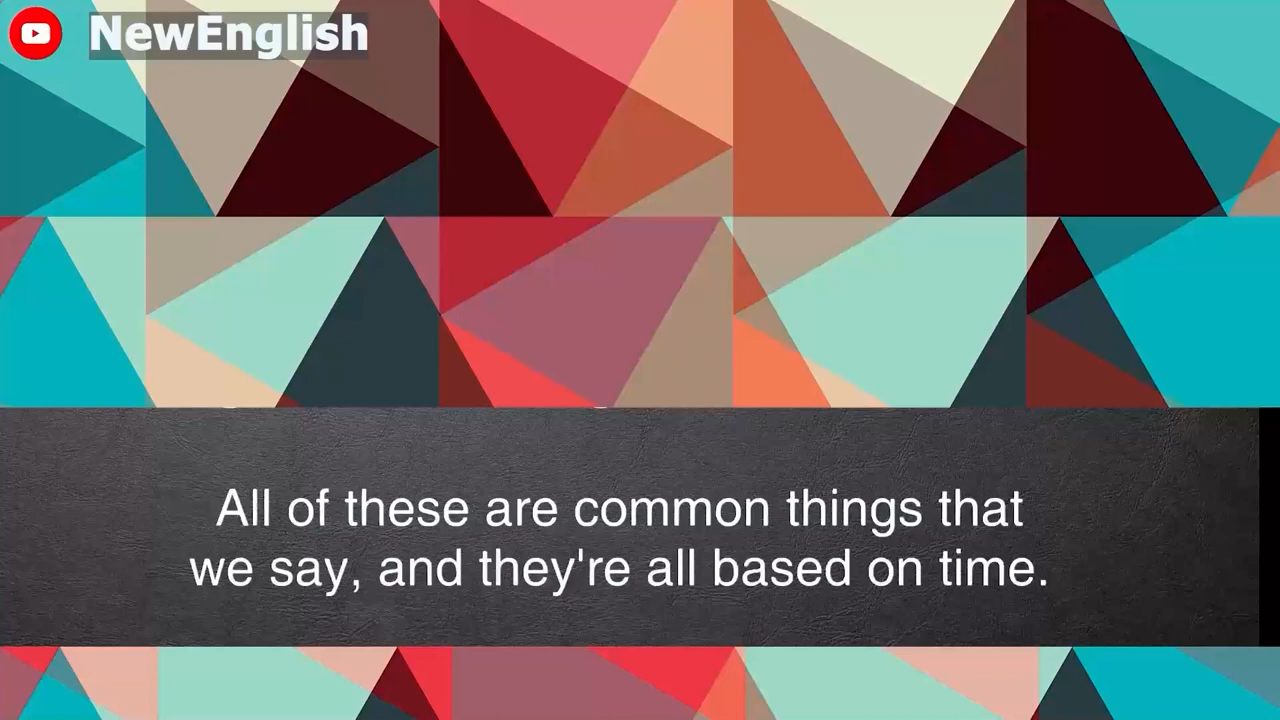 NewEnglish
All of these are common things that
we say, and they're all based on time.